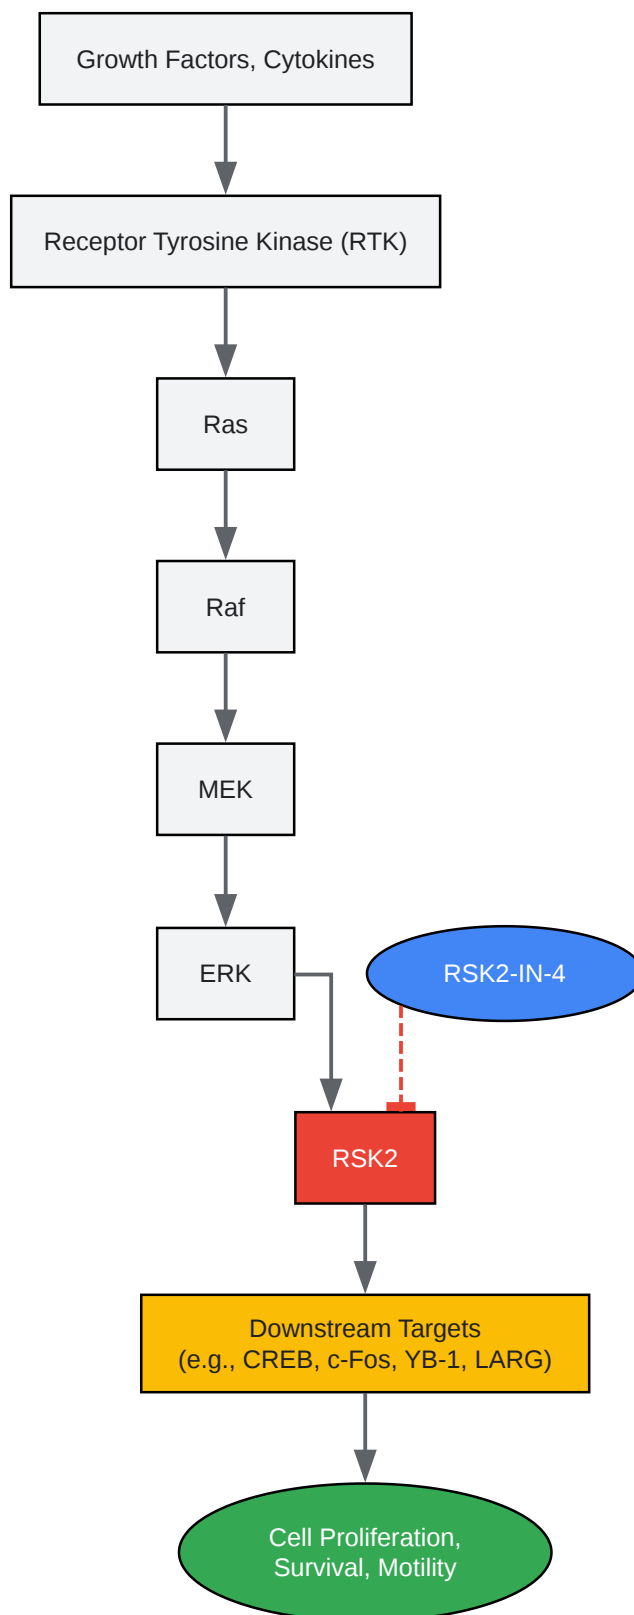 Growth Factors, Cytokines
Receptor Tyrosine Kinase (RTK)
Ras
Raf
MEK
ERK
RSK2-IN-4
RSK2
Downstream Targets
(e.g., CREB, c-Fos, YB-1, LARG)
Cell Proliferation,
Survival, Motility